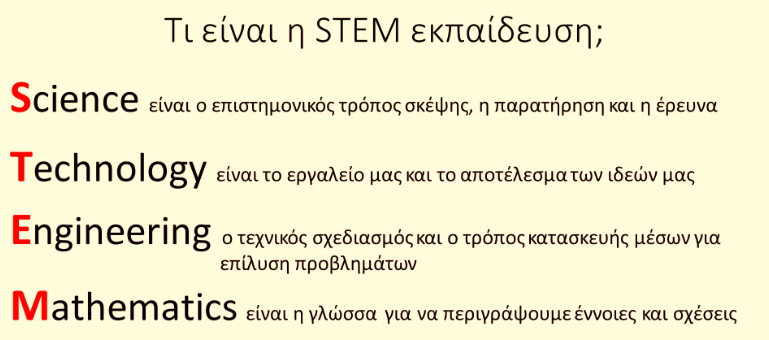 Τι είναι η STEM εκπαίδευση;
Science είναι ο επιστημονικός τρόπος σκέψης, η παρατήρηση και η έρευνα
Technology είναι το εργαλείο μας και το αποτέλεσμα των ιδεών μας
Engineering ο τεχνικός σχεδιασμός και ο τρόπος κατασκευής μέσων για
επίλυση προβλημάτων
Mathematics είναι η γλώσσα για να περιγράψουμε έννοιες και σχέσεις